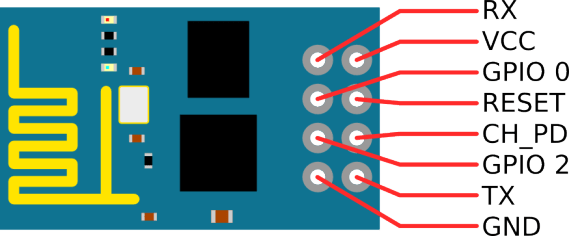 RX
VCC
GPIO 0
RESET
CH_PD
GPIO 2
TX
GND